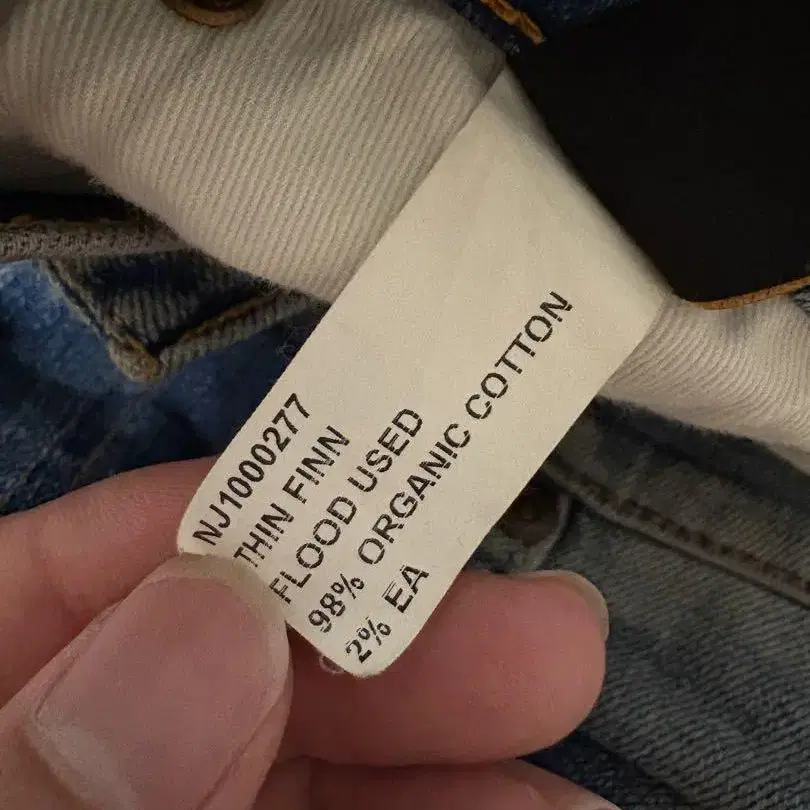 NJ1000277
THIN FINN
FLOOD USED
98% ORGANIC COTTON
2% EA